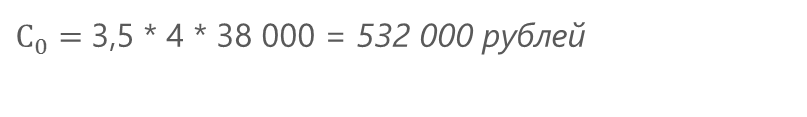 С₀ = 3,5 * 4 * 38 000 = 532 000 рублей